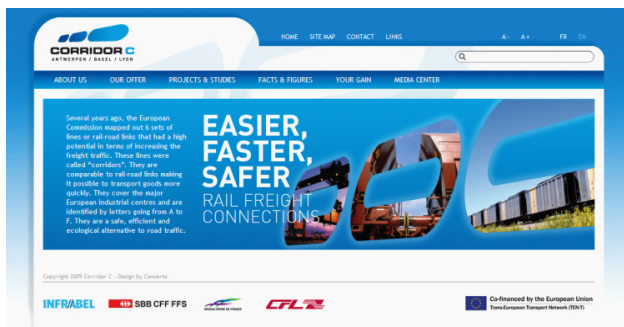 CORRIDOR C
ANTWERPEN / BASEL / LYON
HOME SITE MAP CONTACT LINKS
A- A+ FR EN
ABOUT US OUR OFFER PROJECTS & STUDIES FACTS & FIGURES YOUR GAIN MEDIA CENTER
Several years ago, the European
Commission mapped out 6 sets of
lines or rail-road links that had a high
potential in terms of increasing the
freight traffic. These lines were
called “corridors”. They are
comparable to rail-road links making
it possible to transport goods more
quickly. They cover the major
European industrial centres and are
identified by letters going from A to
F. They are a safe, efficient and
ecological alternative to road traffic.
EASIER,
FASTER,
SAFER
RAIL FREIGHT
CONNECTIONS
Copyright 2009 Corridor C - Design by Concerto
INFRABEL
SBB CFF FFS
RÉSEAU FERRÉ DE FRANCE
CFL
Co-financed by the European Union
Trans-European Transport Network (TEN-T)